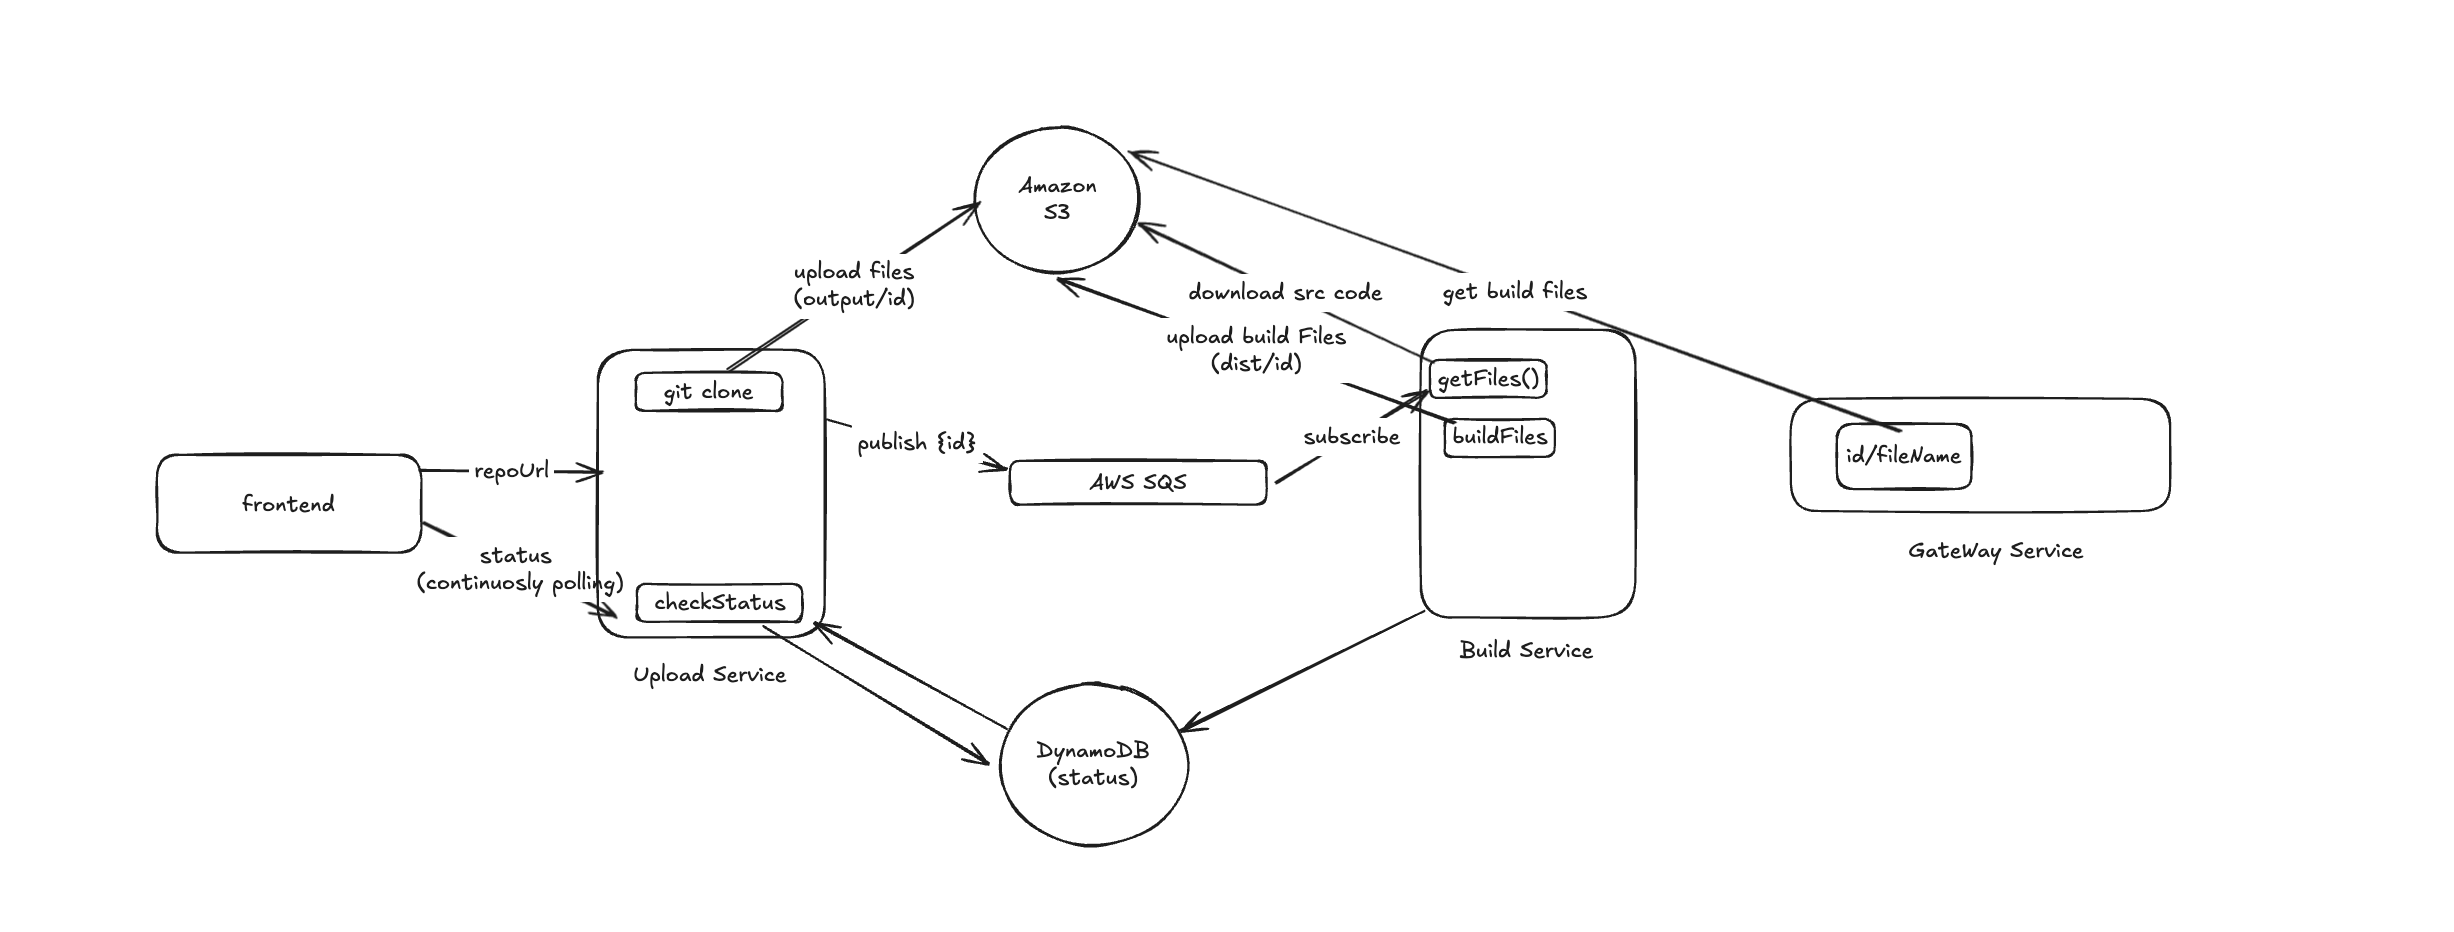 Amazon
S3
upload files
(output/id)
download src code
get build files
upload build Files
(dist/id)
git clone
getFiles()
publish {id}
subscribe
buildFiles
id/fileName
repoUrl
AWS SQS
frontend
status
(continuosly polling)
checkStatus
GateWay Service
Upload Service
Build Service
DynamoDB
(status)